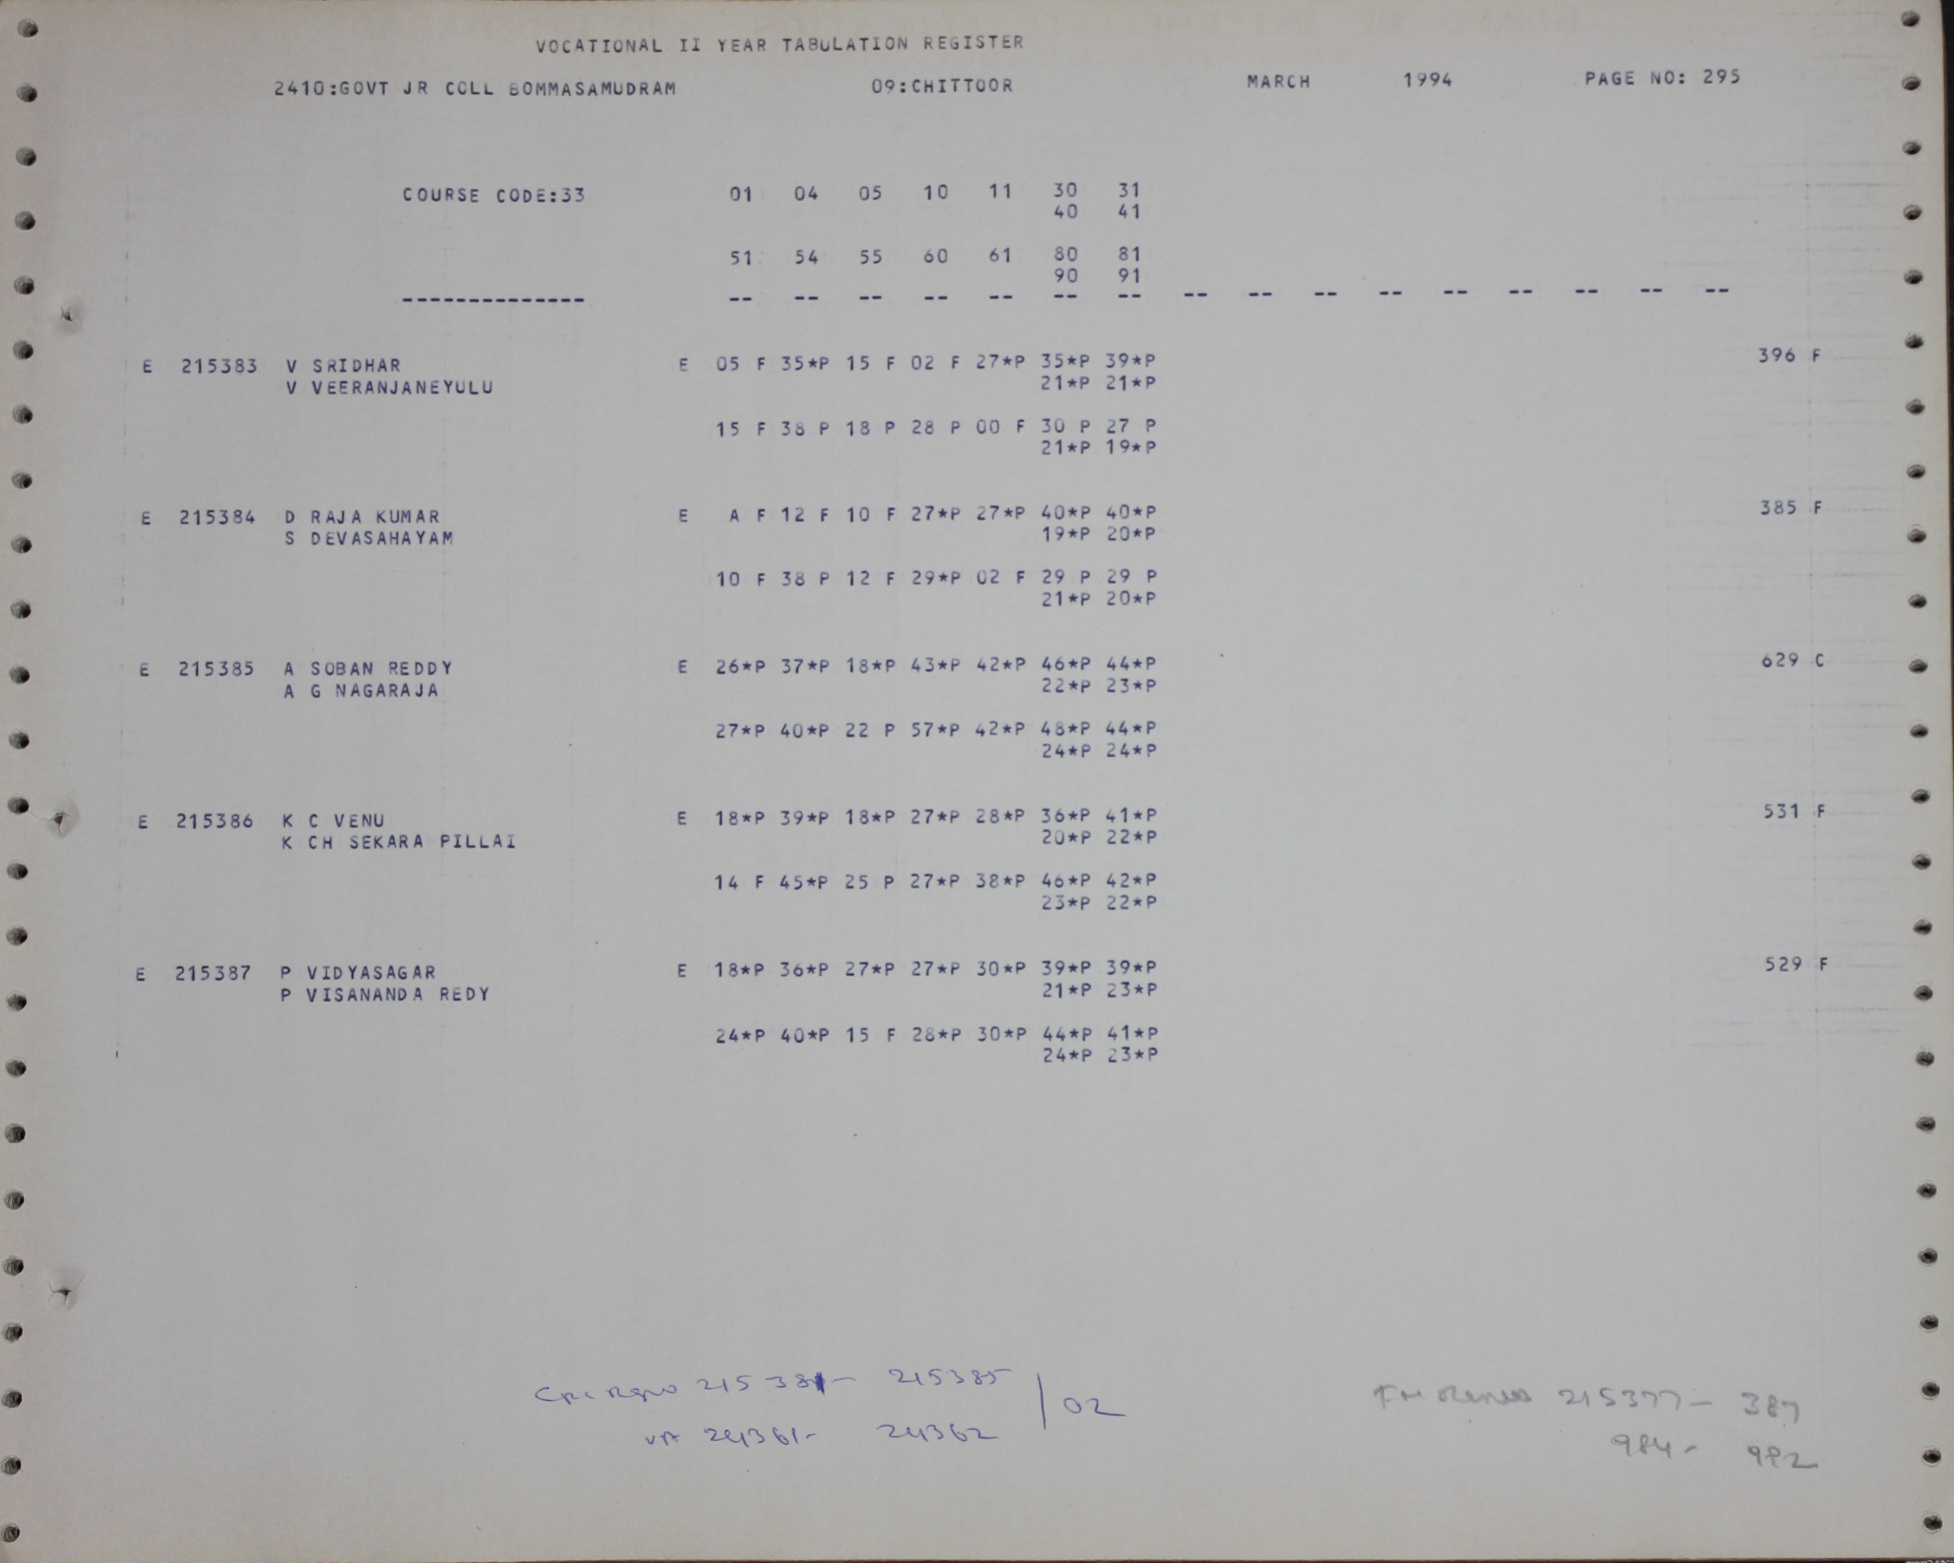 VOCATIONAL II YEAR TABULATION REGISTER
2410:GOVT JR COLL BOMMASAMUDRAM 09:CHITTOOR MARCH 1994 PAGE NO: 295
COURSE CODE:33 01 04 05 10 11 30 31
40 41
51 54 55 60 61 80 81
90 91
-------------- -- -- -- -- -- -- -- -- -- -- -- -- -- -- -- --
E 215383 V SRIDHAR E 05 F 35*P 15 F 02 F 27*P 35*P 39*P 396 F
V VEERANJANEYULU 21*P 21*P
15 F 38 P 18 P 28 P 00 F 30 P 27 P
21*P 19*P
E 215384 D RAJA KUMAR E A F 12 F 10 F 27*P 27*P 40*P 40*P 385 F
S DEVASAHAYAM 19*P 20*P
10 F 38 P 12 F 29*P 02 F 29 P 29 P
21*P 20*P
E 215385 A SOBAN REDDY E 26*P 37*P 18*P 43*P 42*P 46*P 44*P 629 C
A G NAGARAJA 22*P 23*P
27*P 40*P 22 P 57*P 42*P 48*P 44*P
24*P 24*P
E 215386 K C VENU E 18*P 39*P 18*P 27*P 28*P 36*P 41*P 531 F
K CH SEKARA PILLAI 20*P 22*P
14 F 45*P 25 P 27*P 38*P 46*P 42*P
23*P 22*P
E 215387 P VIDYASAGAR E 18*P 36*P 27*P 27*P 30*P 39*P 39*P 529 F
P VISANANDA REDY 21*P 23*P
24*P 40*P 15 F 28*P 30*P 44*P 41*P
24*P 23*P
215381- 215385 / 02
215377- 387
24361- 24362
984- 992